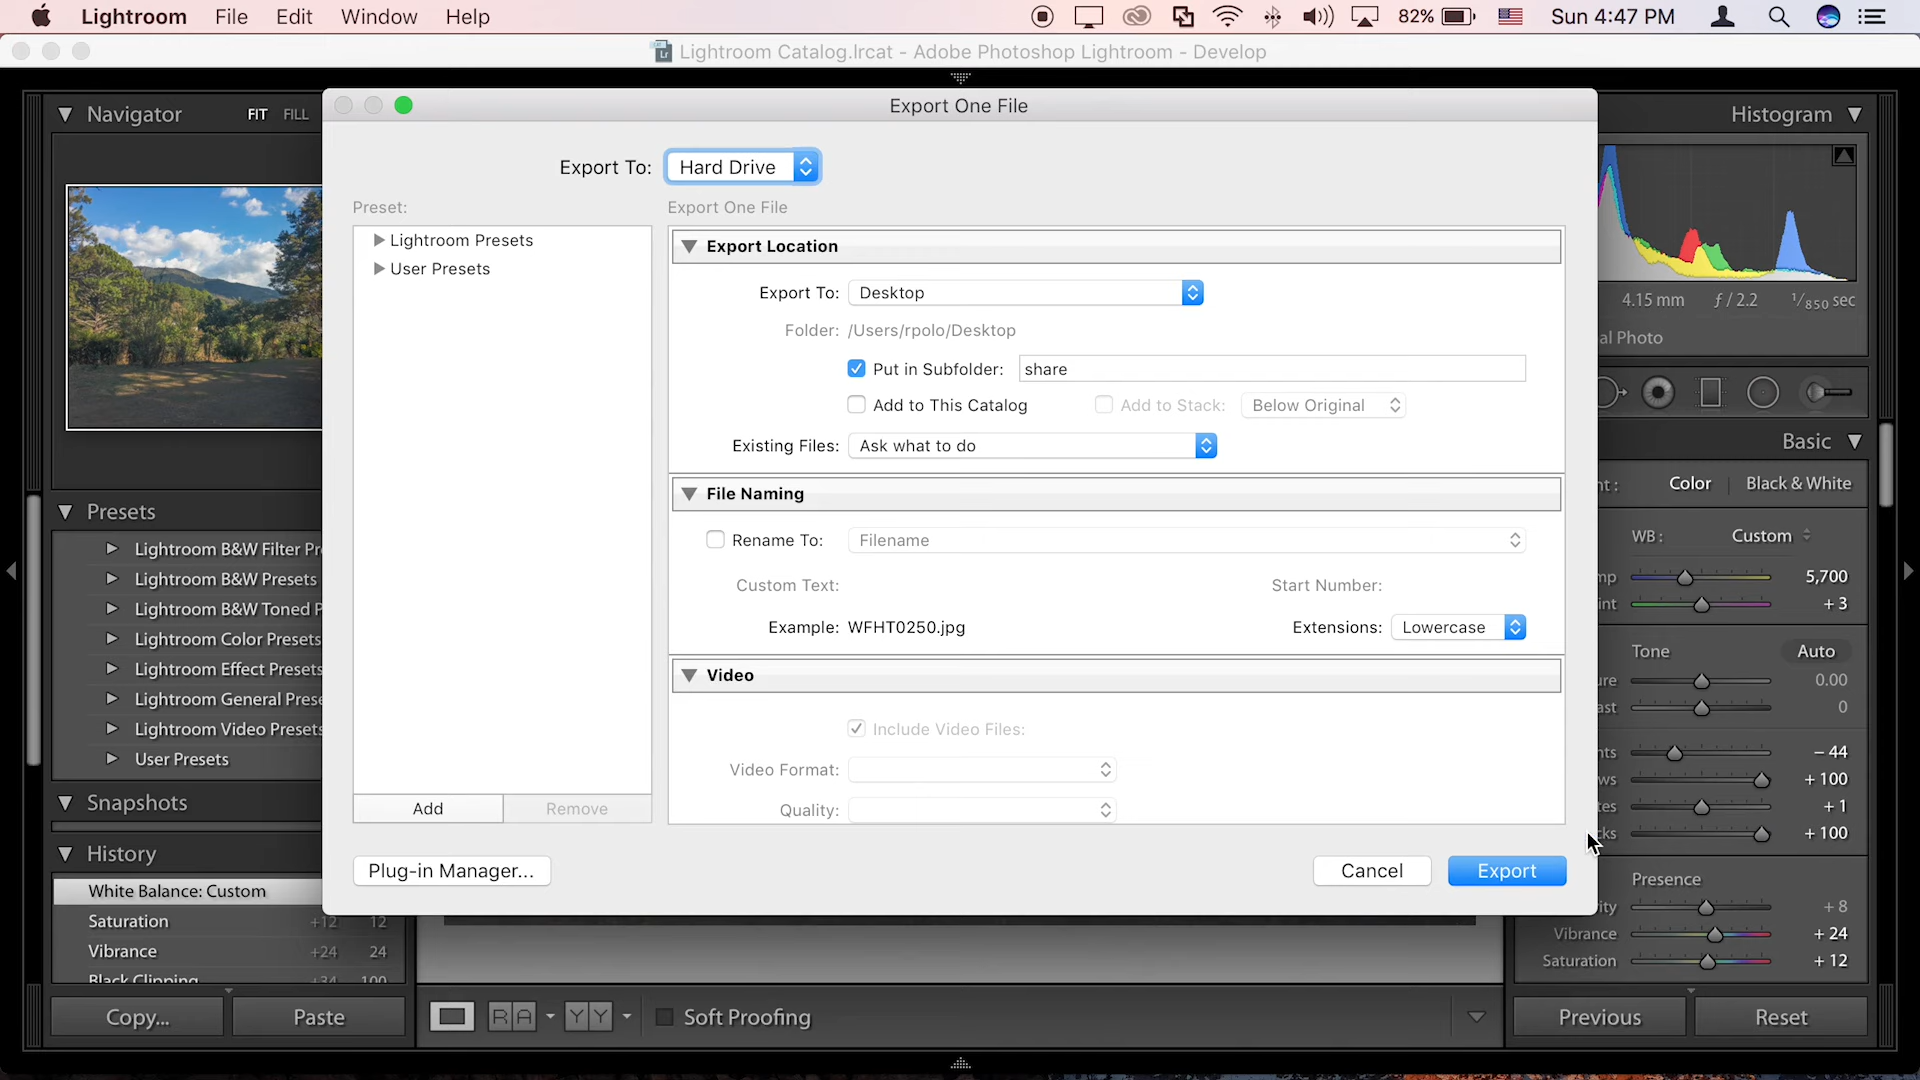 Lightroom File Edit Window Help 82% Sun 4:47 PM
Lightroom Catalog.lrcat - Adobe Photoshop Lightroom - Develop
Navigator FIT FILL
Export One File
Histogram
Export To: Hard Drive
Preset:
Export One File
Lightroom Presets
User Presets
Add Remove
Export Location
Export To: Desktop
Folder: /Users/rpolo/Desktop
Put in Subfolder: share
Add to This Catalog Add to Stack: Below Original
Existing Files: Ask what to do
File Naming
Rename To: Filename
Custom Text: Start Number:
Example: WFHT0250.jpg Extensions: Lowercase
Video
Include Video Files:
Video Format:
Quality:
Plug-in Manager... Cancel Export
Presets
Lightroom B&W Filter
Lightroom B&W Presets
Lightroom B&W Toned
Lightroom Color Presets
Lightroom Effect Presets
Lightroom General
Lightroom Video Presets
User Presets
Snapshots
History
White Balance: Custom
Saturation +12 12
Vibrance +24 24
Black Clipping +34 100
Copy... Paste
RA YY Soft Proofing
4.15 mm ƒ / 2.2 1/850 sec
Photo
Basic
Color Black & White
WB : Custom
5,700
+ 3
Tone Auto
0.00
0
– 44
+ 100
+ 1
+ 100
Presence
+ 8
Vibrance + 24
Saturation + 12
Previous Reset